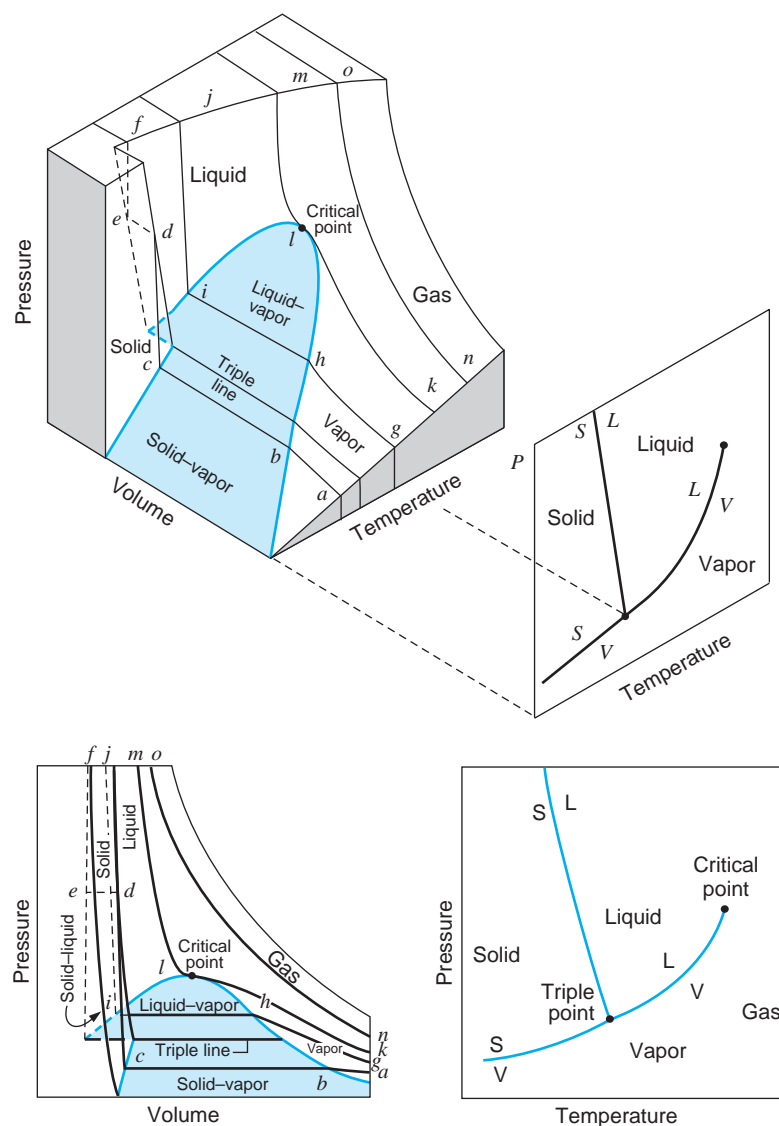 m
o
j
f
Liquid
Critical
point
e
d
l
Pressure
Gas
i
Liquid–
vapor
Solid
h
n
c
Triple
line
k
Vapor
g
S
L
P
Liquid
b
Solid–vapor
a
L
V
Volume
Temperature
Solid
Vapor
S
V
Temperature
f
j
m
o
Liquid
Solid
e
d
Pressure
Solid–liquid
l
Critical
point
Gas
i
Liquid–vapor
h
Vapor
n
k
g
a
c
Triple line
Solid–vapor
b
Volume
S
L
Critical
point
Pressure
Liquid
Solid
L
V
Triple
point
Gas
S
V
Vapor
Temperature